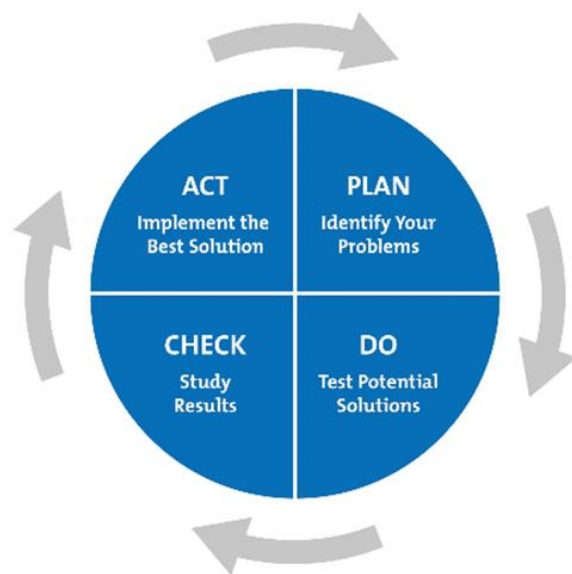 ACT
Implement the
Best Solution
PLAN
Identify Your
Problems
CHECK
Study
Results
DO
Test Potential
Solutions